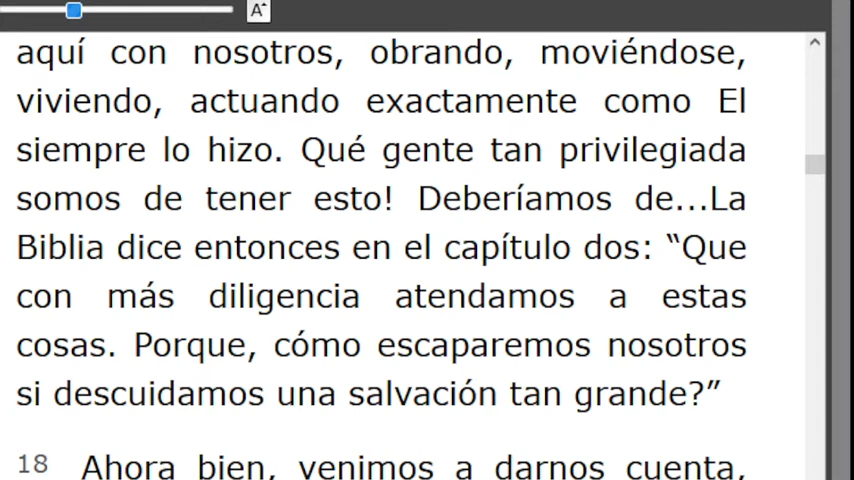 A
aquí con nosotros, obrando, moviéndose,
viviendo, actuando exactamente como El
siempre lo hizo. Qué gente tan privilegiada
somos de tener esto! Deberíamos de...La
Biblia dice entonces en el capítulo dos: “Que
con más diligencia atendamos a estas
cosas. Porque, cómo escaparemos nosotros
si descuidamos una salvación tan grande?”
18 Ahora bien, venimos a darnos cuenta,